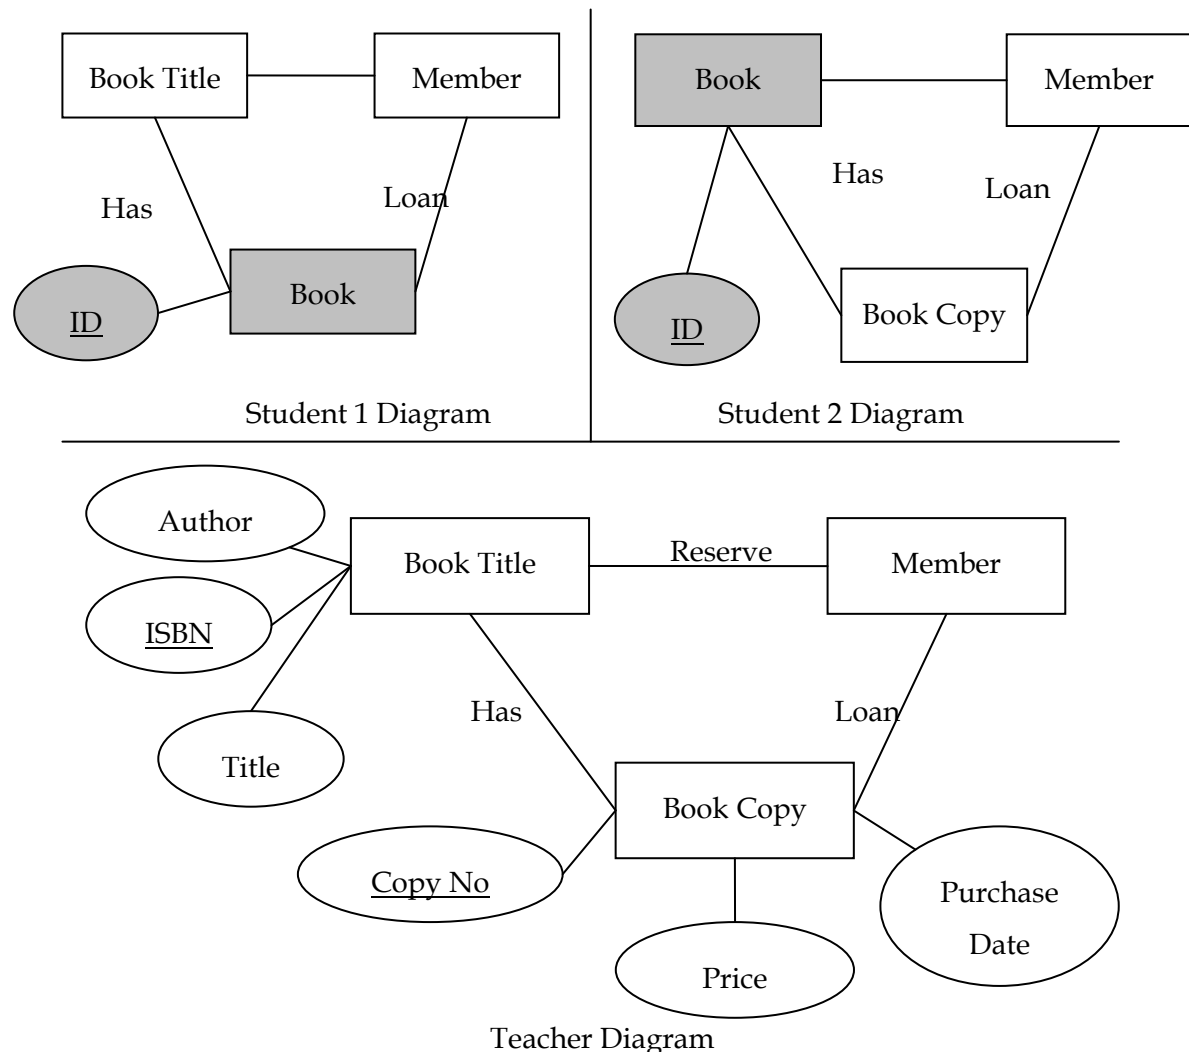 Book Title
Member
Has
Loan
Book
ID
Student 1 Diagram
Book
Member
Has
Loan
Book Copy
ID
Student 2 Diagram
Author
Book Title
Reserve
Member
ISBN
Has
Loan
Title
Book Copy
Copy No
Purchase
Date
Price
Teacher Diagram